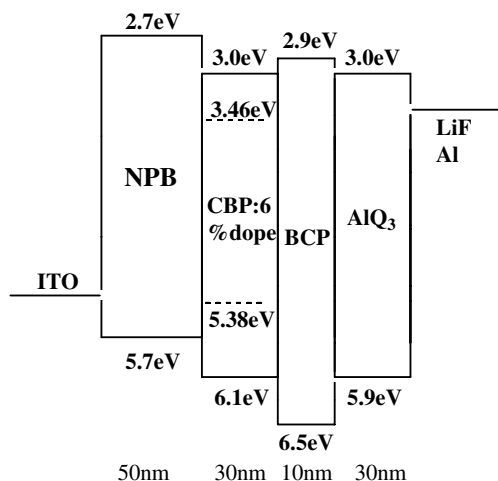 2.7eV
3.0eV
2.9eV
3.0eV
3.46eV
LiF
Al
NPB
CBP:6
%dope
BCP
AlQ3
ITO
5.38eV
5.7eV
6.1eV
5.9eV
6.5eV
50nm 30nm 10nm 30nm